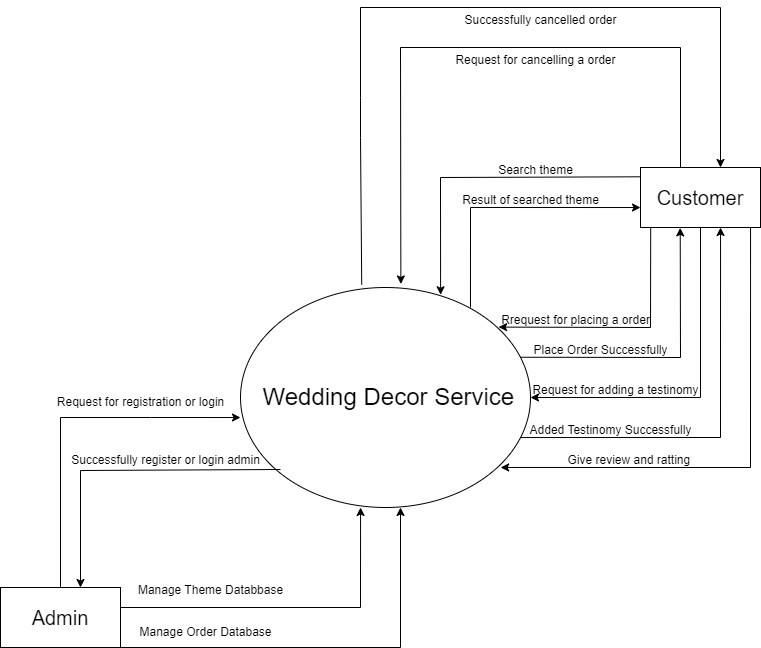 Successfully cancelled order
Request for cancelling a order
Search theme
Customer
Result of searched theme
Rrequest for placing a order
Place Order Successfully
Request for adding a testinomy
Wedding Decor Service
Request for registration or login
Added Testinomy Successfully
Successfully register or login admin
Give review and ratting
Manage Theme Databbase
Admin
Manage Order Database